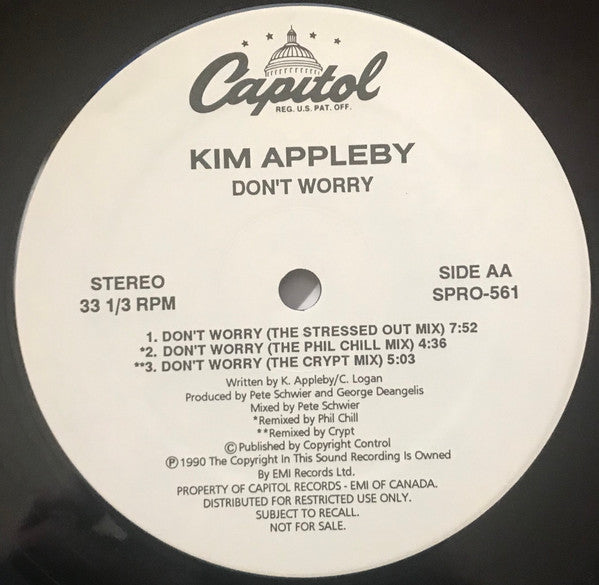 Capitol
REG. U.S. PAT. OFF.
KIM APPLEBY
DON'T WORRY
STEREO
33 1/3 RPM
SIDE AA
SPRO-561
1. DON'T WORRY (THE STRESSED OUT MIX) 7:52
*2. DON'T WORRY (THE PHIL CHILL MIX) 4:36
**3. DON'T WORRY (THE CRYPT MIX) 5:03
Written by K. Appleby/C. Logan
Produced by Pete Schwier and George Deangelis
Mixed by Pete Schwier
*Remixed by Phil Chill
**Remixed by Crypt
©Published by Copyright Control
℗1990 The Copyright In This Sound Recording Is Owned
By EMI Records Ltd.
PROPERTY OF CAPITOL RECORDS - EMI OF CANADA.
DISTRIBUTED FOR RESTRICTED USE ONLY.
SUBJECT TO RECALL.
NOT FOR SALE.